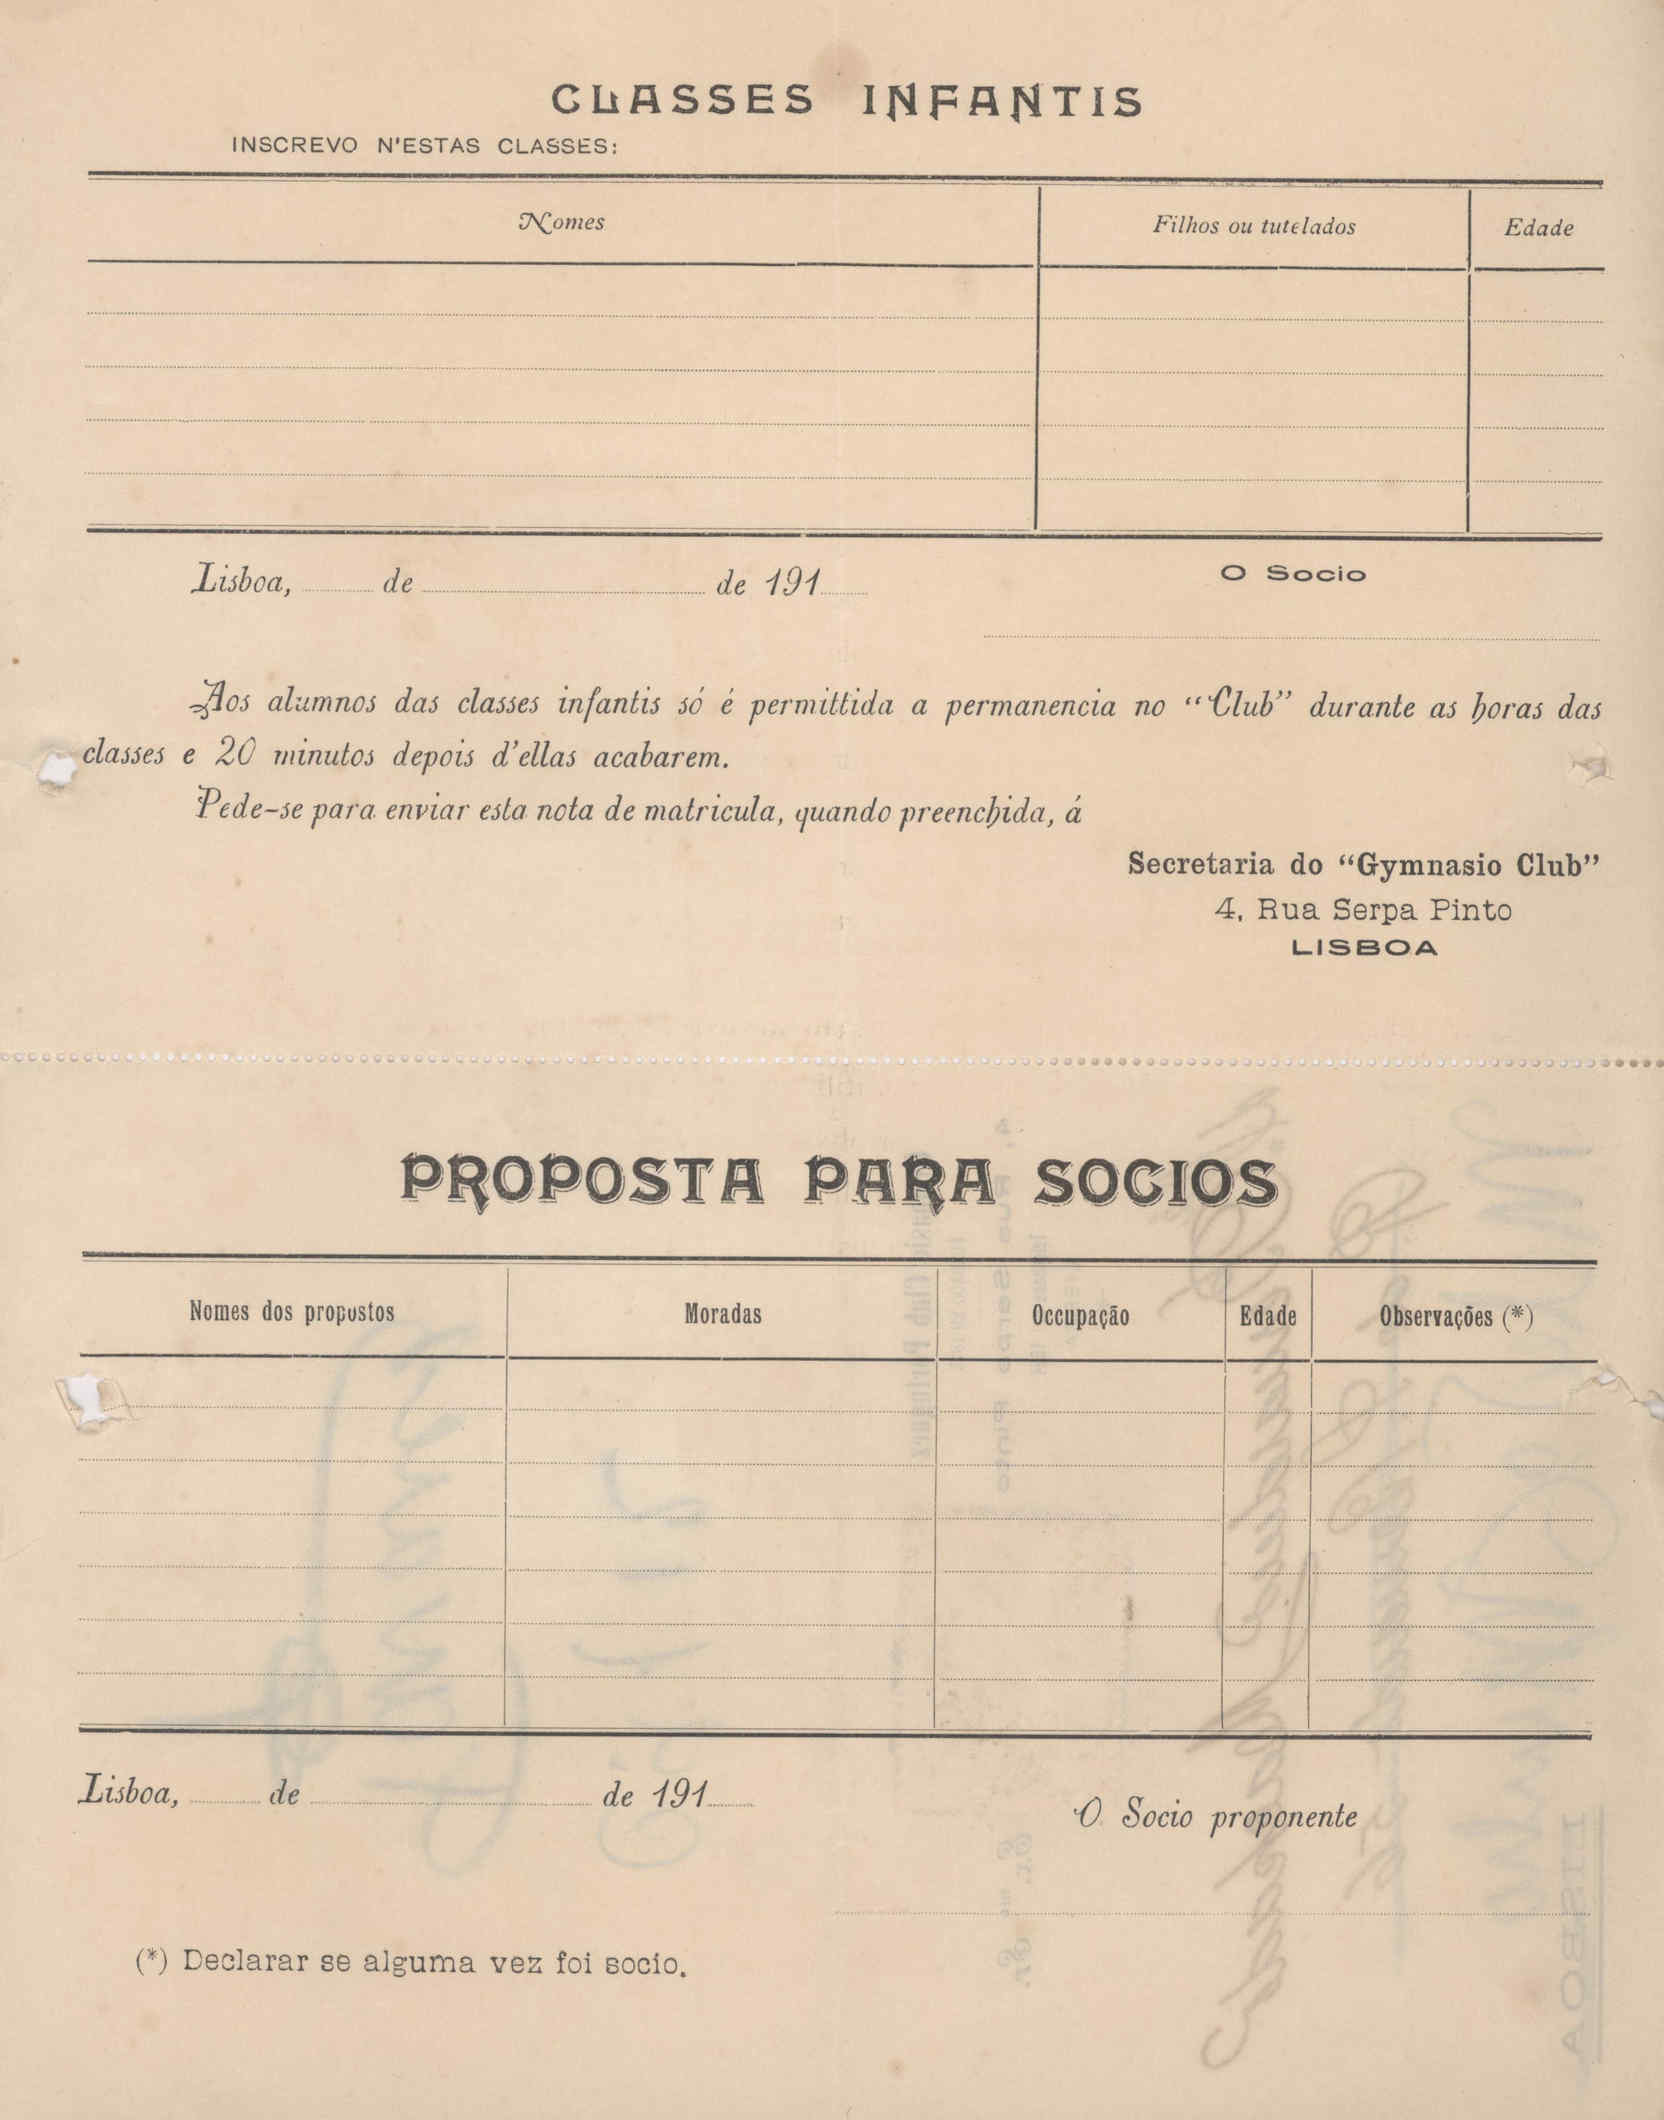 CLASSES INFANTIS
INSCREVO N'ESTAS CLASSES:
Nomes Filhos ou tutelados Edade
Lisboa, de de 191
O Socio
Aos alumnos das classes infantis só é permittida a permanencia no “Club” durante as horas das
classes e 20 minutos depois d'ellas acabarem.
Pede-se para enviar esta nota de matricula, quando preenchida, á
Secretaria do “Gymnasio Club”
4, Rua Serpa Pinto
LISBOA
PROPOSTA PARA SOCIOS
Nomes dos propostos Moradas Occupação Edade Observações (*)
Lisboa, de de 191
O Socio proponente
(*) Declarar se alguma vez foi socio.